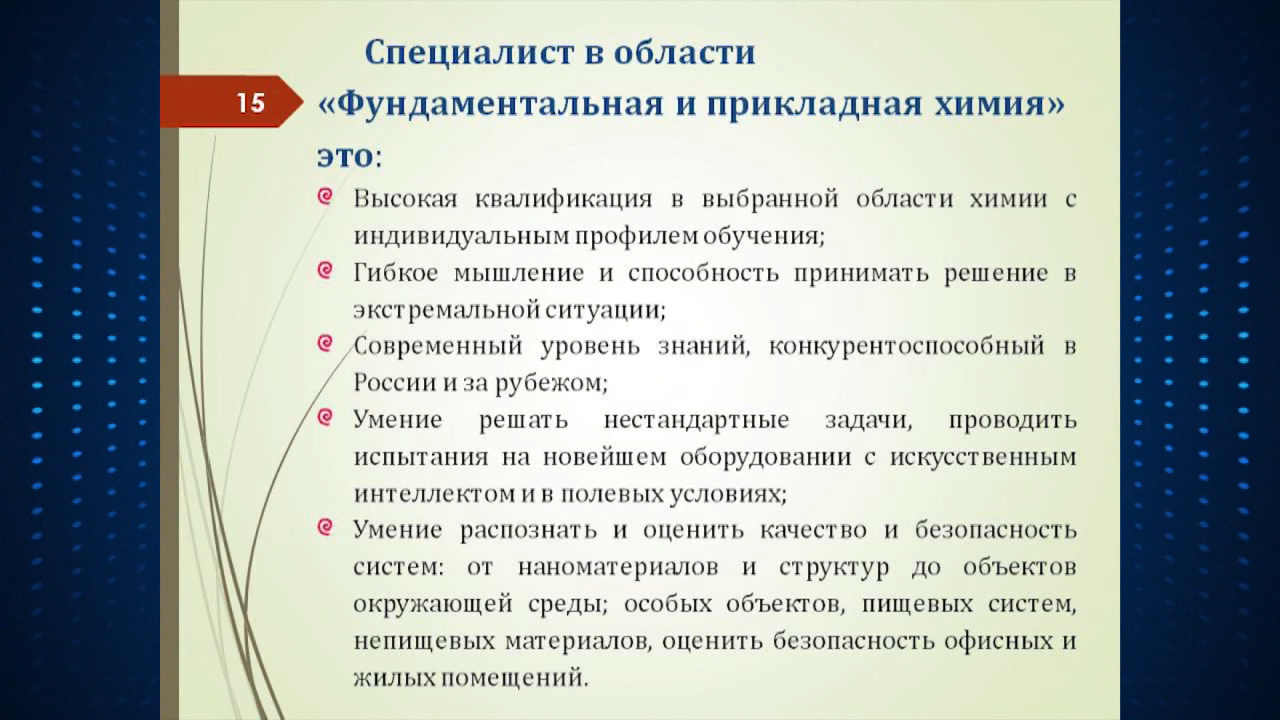 Специалист в области
15
«Фундаментальная и прикладная химия»
это:
Высокая квалификация в выбранной области химии с
индивидуальным профилем обучения;
Гибкое мышление и способность принимать решение в
экстремальной ситуации;
Современный уровень знаний, конкурентоспособный в
России и за рубежом;
Умение решать нестандартные задачи, проводить
испытания на новейшем оборудовании с искусственным
интеллектом и в полевых условиях;
Умение распознать и оценить качество и безопасность
систем: от наноматериалов и структур до объектов
окружающей среды; особых объектов, пищевых систем,
непищевых материалов, оценить безопасность офисных и
жилых помещений.